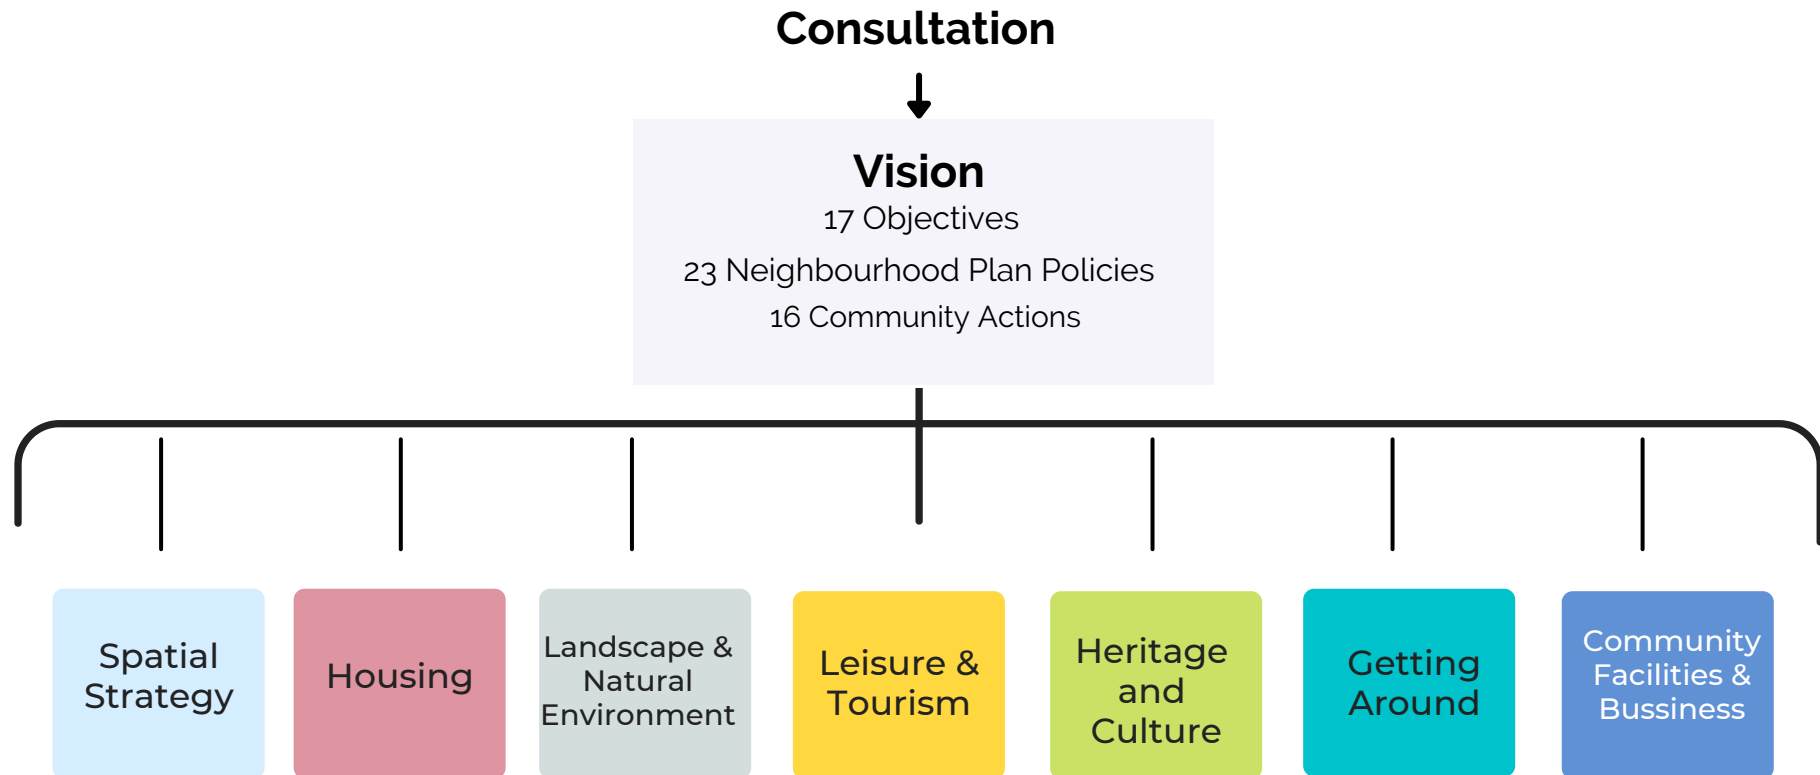 Consultation
Vision
17 Objectives
23 Neighbourhood Plan Policies
16 Community Actions
Spatial
Strategy
Housing
Landscape &
Natural
Environment
Leisure &
Tourism
Heritage
and
Culture
Getting
Around
Community
Facilities &
Bussiness